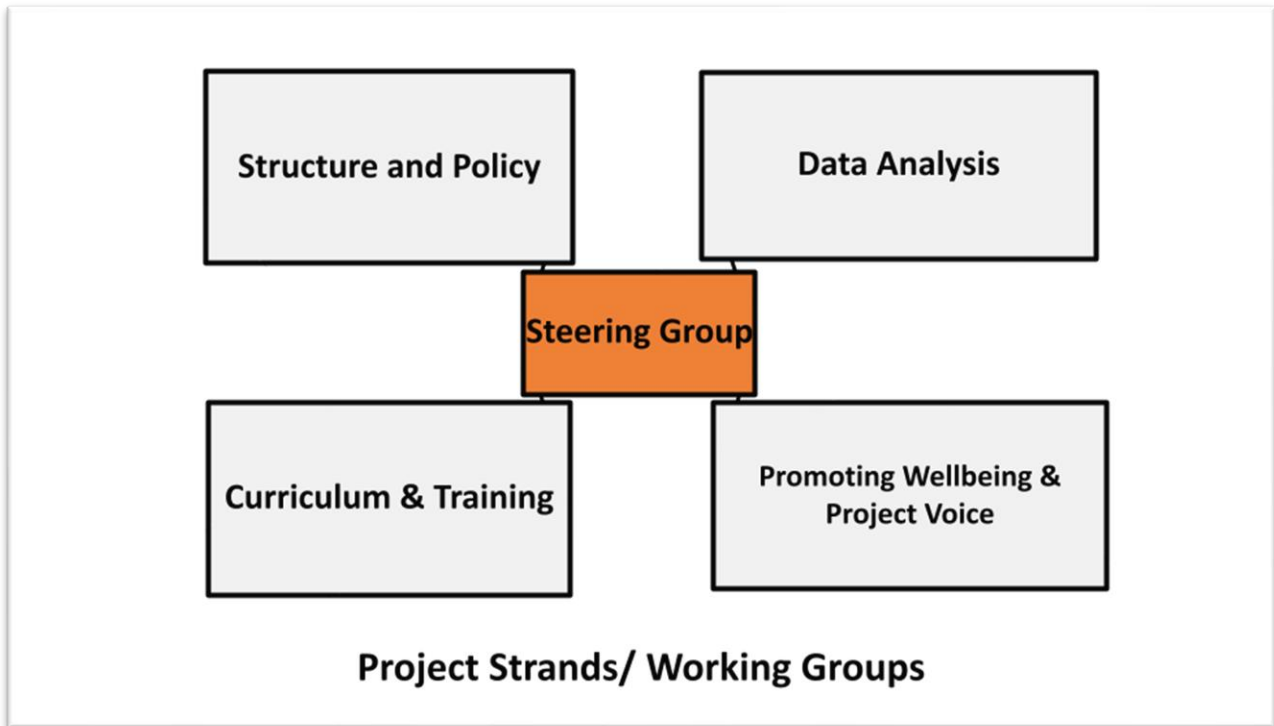 Structure and Policy
Data Analysis
Steering Group
Curriculum & Training
Promoting Wellbeing &
Project Voice
Project Strands/ Working Groups